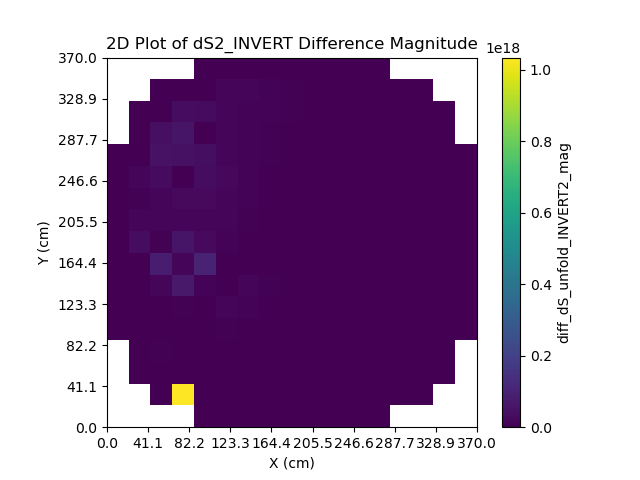 2D Plot of dS2_INVERT Difference Magnitude
1e18
370.0
328.9
287.7
246.6
205.5
164.4
123.3
82.2
41.1
0.0
Y (cm)
0.0 41.1 82.2 123.3 164.4 205.5 246.6 287.7 328.9 370.0
X (cm)
1.0
0.8
0.6
0.4
0.2
0.0
diff_dS_unfold_INVERT2_mag